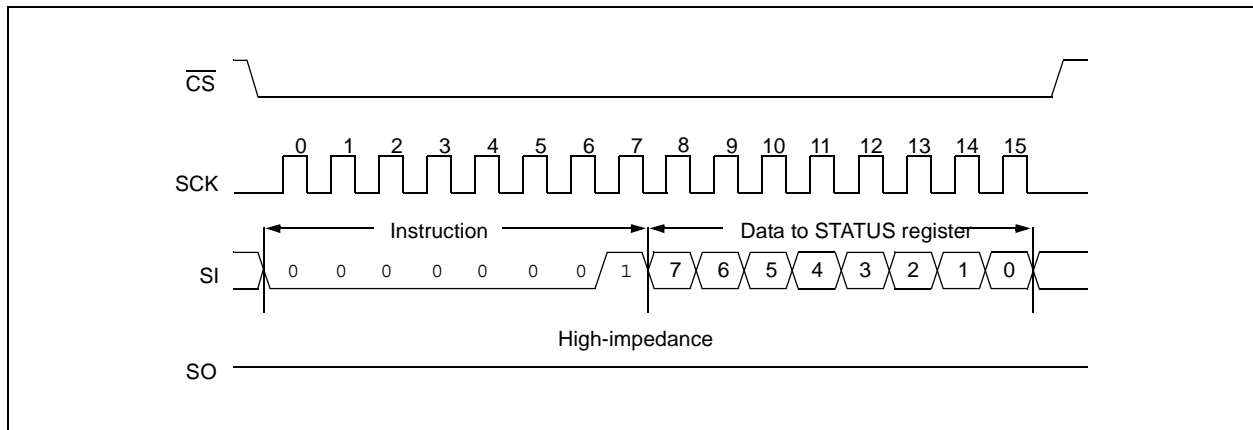 CS
0 1 2 3 4 5 6 7 8 9 10 11 12 13 14 15
SCK
Instruction Data to STATUS register
SI 0 0 0 0 0 0 0 1 7 6 5 4 3 2 1 0
High-impedance
SO